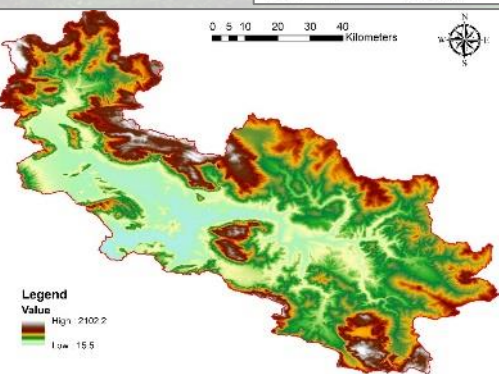 0 5 10 20 30 40
Kilometers
N
W E
S
Legend
Value
High : 2102.2
Low : 15.5